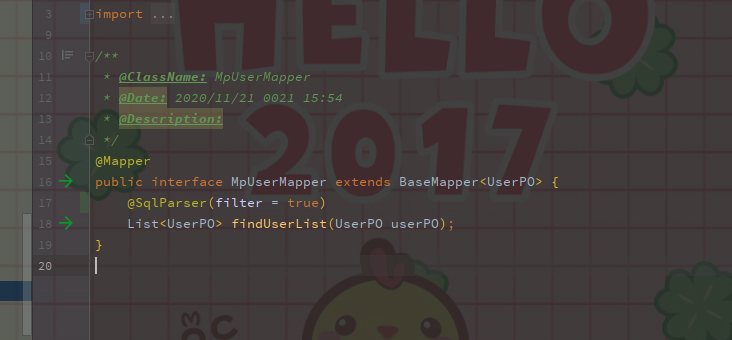 HELLO
2017
3 import ...
9
10 /**
11 * @ClassName: MpUserMapper
12 * @Date: 2020/11/21 0021 15:54
13 * @Description:
14 */
15 @Mapper
16 public interface MpUserMapper extends BaseMapper<UserPO> {
17 @SqlParser(filter = true)
18 List<UserPO> findUserList(UserPO userPO);
19 }
20